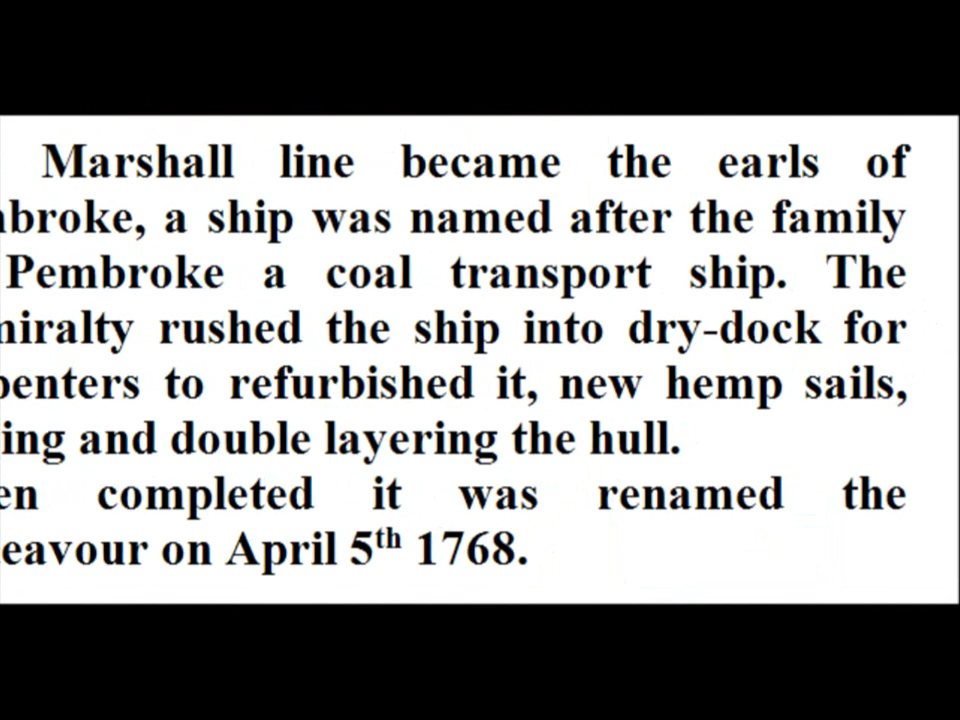 Marshall line became the earls of
broke, a ship was named after the family
Pembroke a coal transport ship. The
miralty rushed the ship into dry-dock for
penters to refurbished it, new hemp sails,
ing and double layering the hull.
en completed it was renamed the
eavour on April 5th 1768.